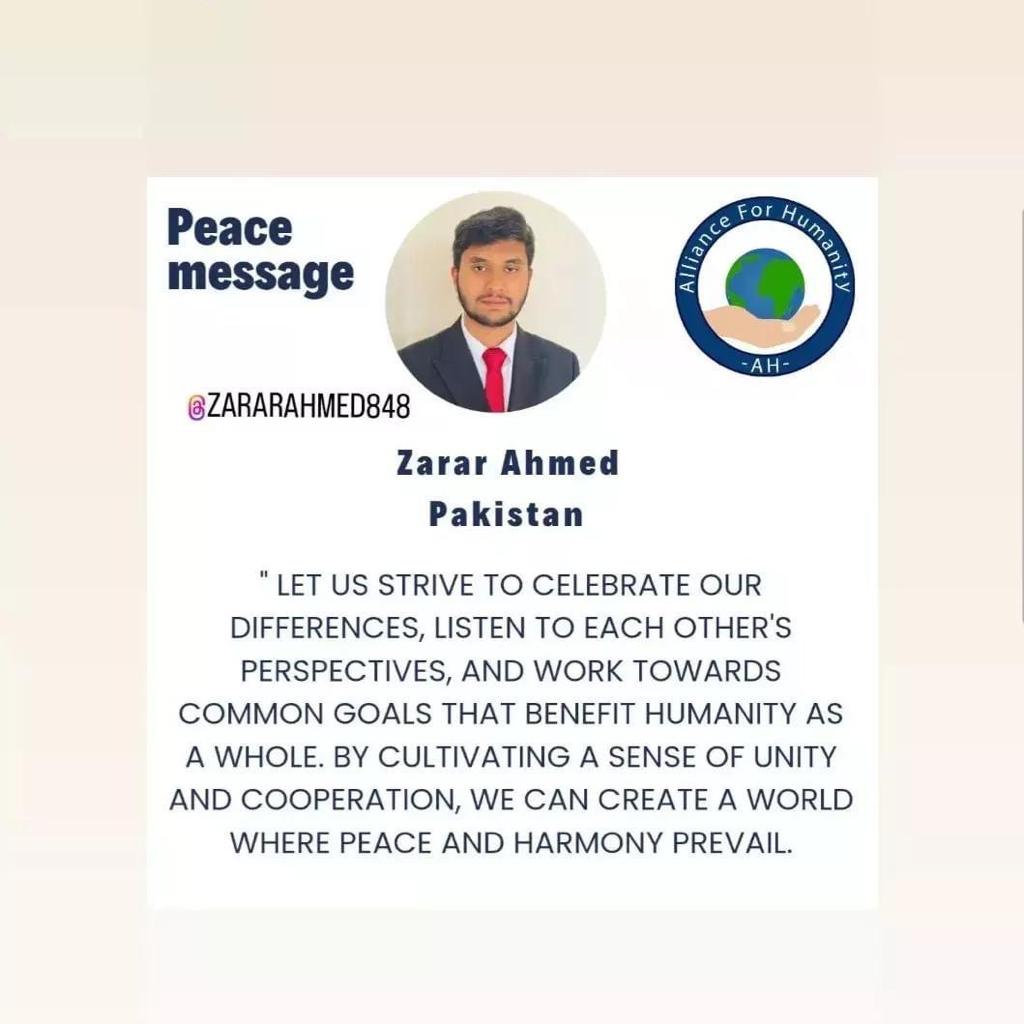 Peace
message
Alliance For Humanity
-AH-
@ZARARAHMED848
Zarar Ahmed
Pakistan
" LET US STRIVE TO CELEBRATE OUR
DIFFERENCES, LISTEN TO EACH OTHER'S
PERSPECTIVES, AND WORK TOWARDS
COMMON GOALS THAT BENEFIT HUMANITY AS
A WHOLE. BY CULTIVATING A SENSE OF UNITY
AND COOPERATION, WE CAN CREATE A WORLD
WHERE PEACE AND HARMONY PREVAIL.